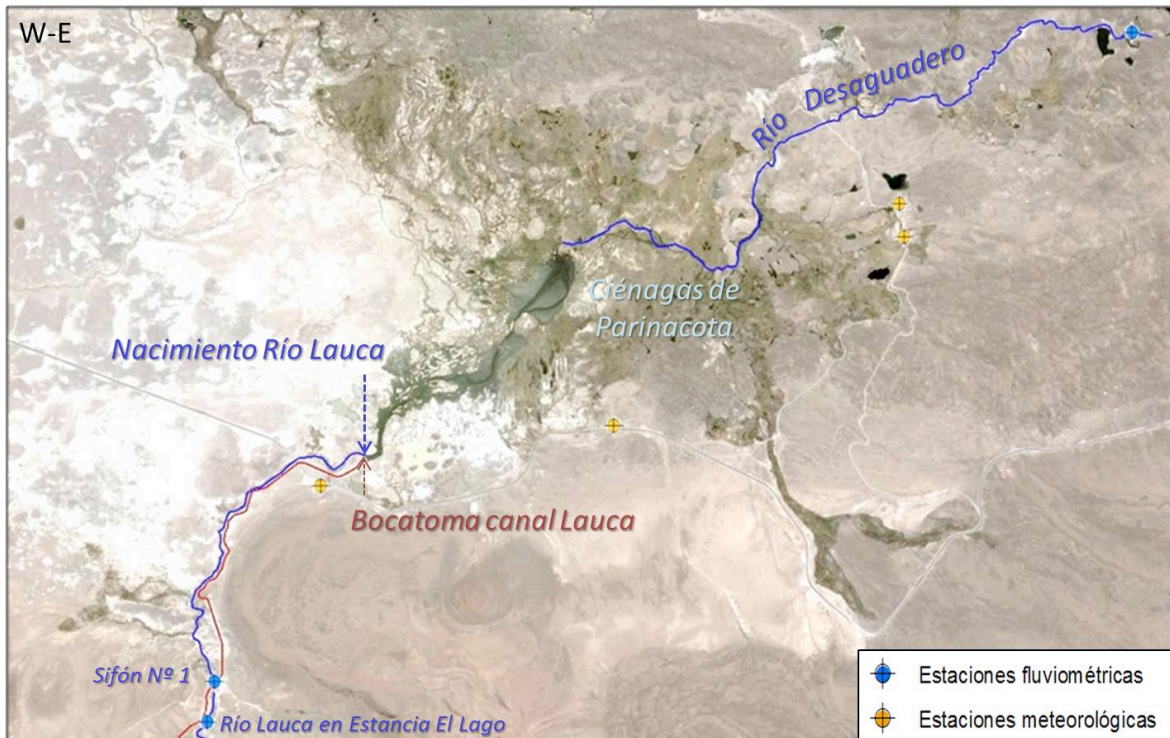 W-E
Río Desaguadero
Ciénagas de
Parinacota
Nacimiento Río Lauca
Bocatoma canal Lauca
Sifón Nº 1
Río Lauca en Estancia El Lago
Estaciones fluviométricas
Estaciones meteorológicas